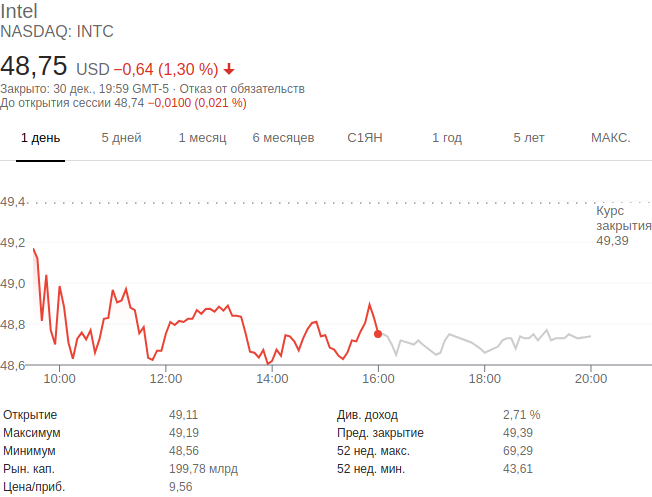 Intel
NASDAQ: INTC
48,75 USD −0,64 (1,30 %)
Закрыто: 30 дек., 19:59 GMT-5 · Отказ от обязательств
До открытия сессии 48,74 −0,0100 (0,021 %)
1 день 5 дней 1 месяц 6 месяцев С1ЯН 1 год 5 лет МАКС.
49,4
Курс
закрытия
49,39
49,2
49,0
48,8
48,6
10:00 12:00 14:00 16:00 18:00 20:00
Открытие 49,11 Див. доход 2,71 %
Максимум 49,19 Пред. закрытие 49,39
Минимум 48,56 52 нед. макс. 69,29
Рын. кап. 199,78 млрд 52 нед. мин. 43,61
Цена/приб. 9,56